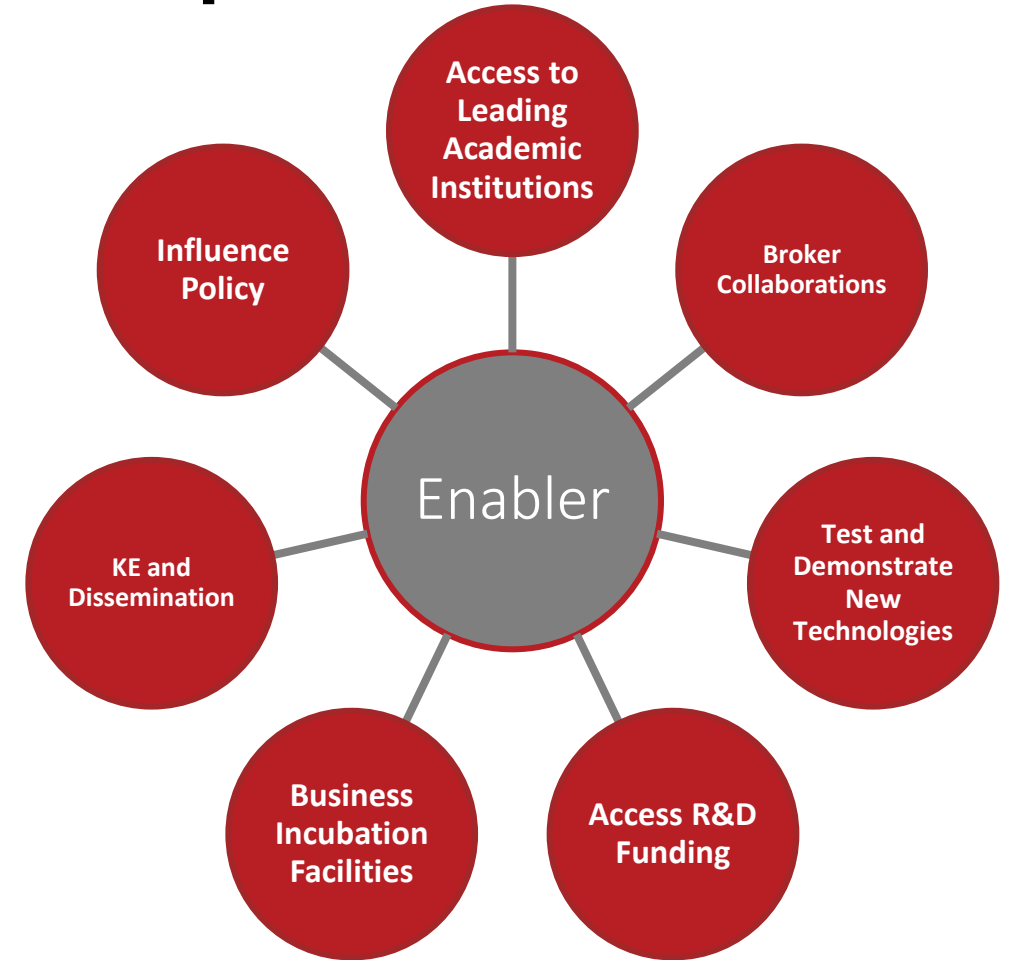 Access to
Leading
Academic
Institutions
Broker
Collaborations
Test and
Demonstrate
New
Technologies
Access R&D
Funding
Business
Incubation
Facilities
KE and
Dissemination
Influence
Policy
Enabler